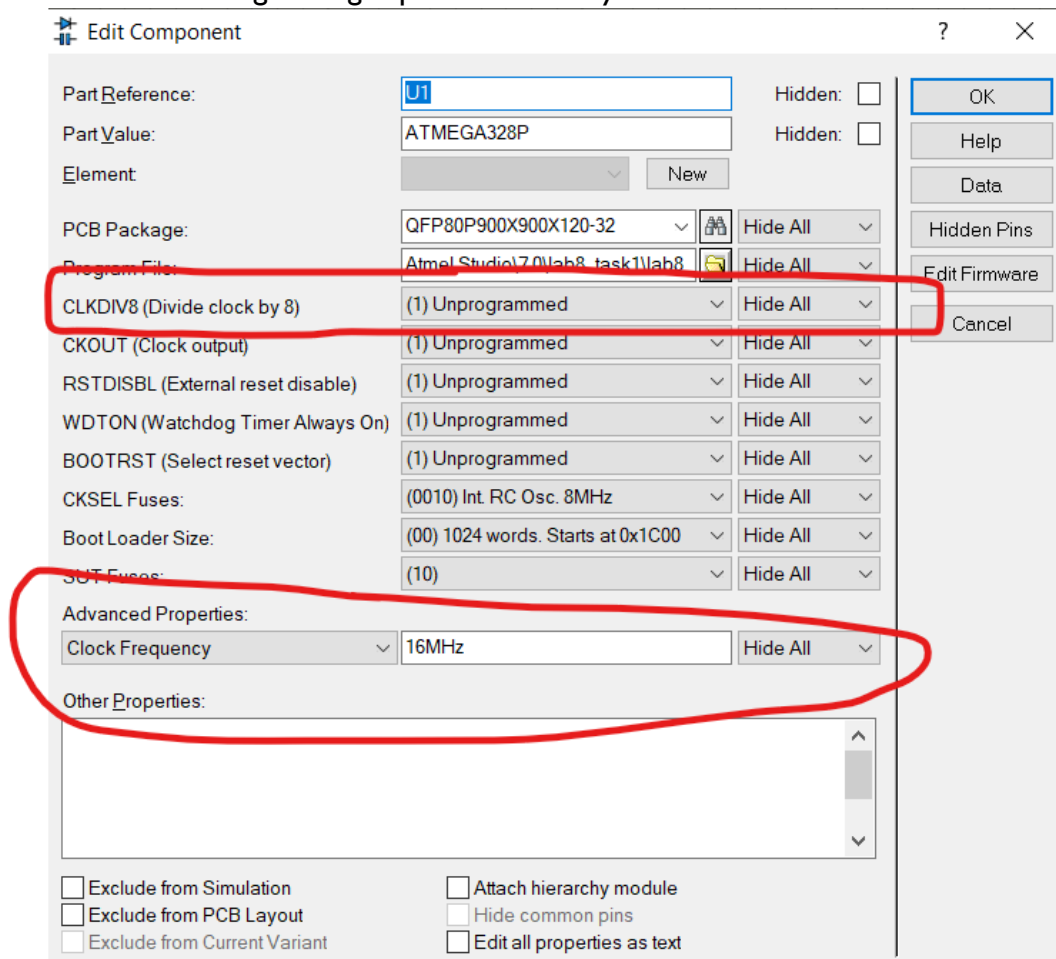 Edit Component ? ×
Part Reference: U1 Hidden: OK
Part Value: ATMEGA328P Hidden: Help
Element: New Data
PCB Package: QFP80P900X900X120-32 Hide All Hidden Pins
Program File: Atmel Studio\7.0\lab8_task1\lab8 Hide All Edit Firmware
CLKDIV8 (Divide clock by 8) (1) Unprogrammed Hide All Cancel
CKOUT (Clock output) (1) Unprogrammed Hide All
RSTDISBL (External reset disable) (1) Unprogrammed Hide All
WDTON (Watchdog Timer Always On) (1) Unprogrammed Hide All
BOOTRST (Select reset vector) (1) Unprogrammed Hide All
CKSEL Fuses: (0010) Int. RC Osc. 8MHz Hide All
Boot Loader Size: (00) 1024 words. Starts at 0x1C00 Hide All
SUT Fuses: (10) Hide All
Advanced Properties:
Clock Frequency 16MHz Hide All
Other Properties:
Exclude from Simulation Attach hierarchy module
Exclude from PCB Layout Hide common pins
Exclude from Current Variant Edit all properties as text